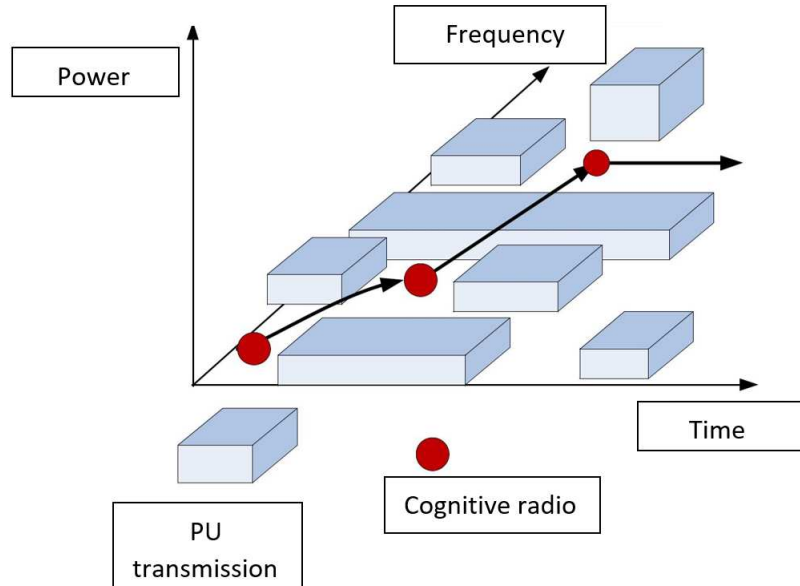 Frequency
Power
Time
Cognitive radio
PU
transmission